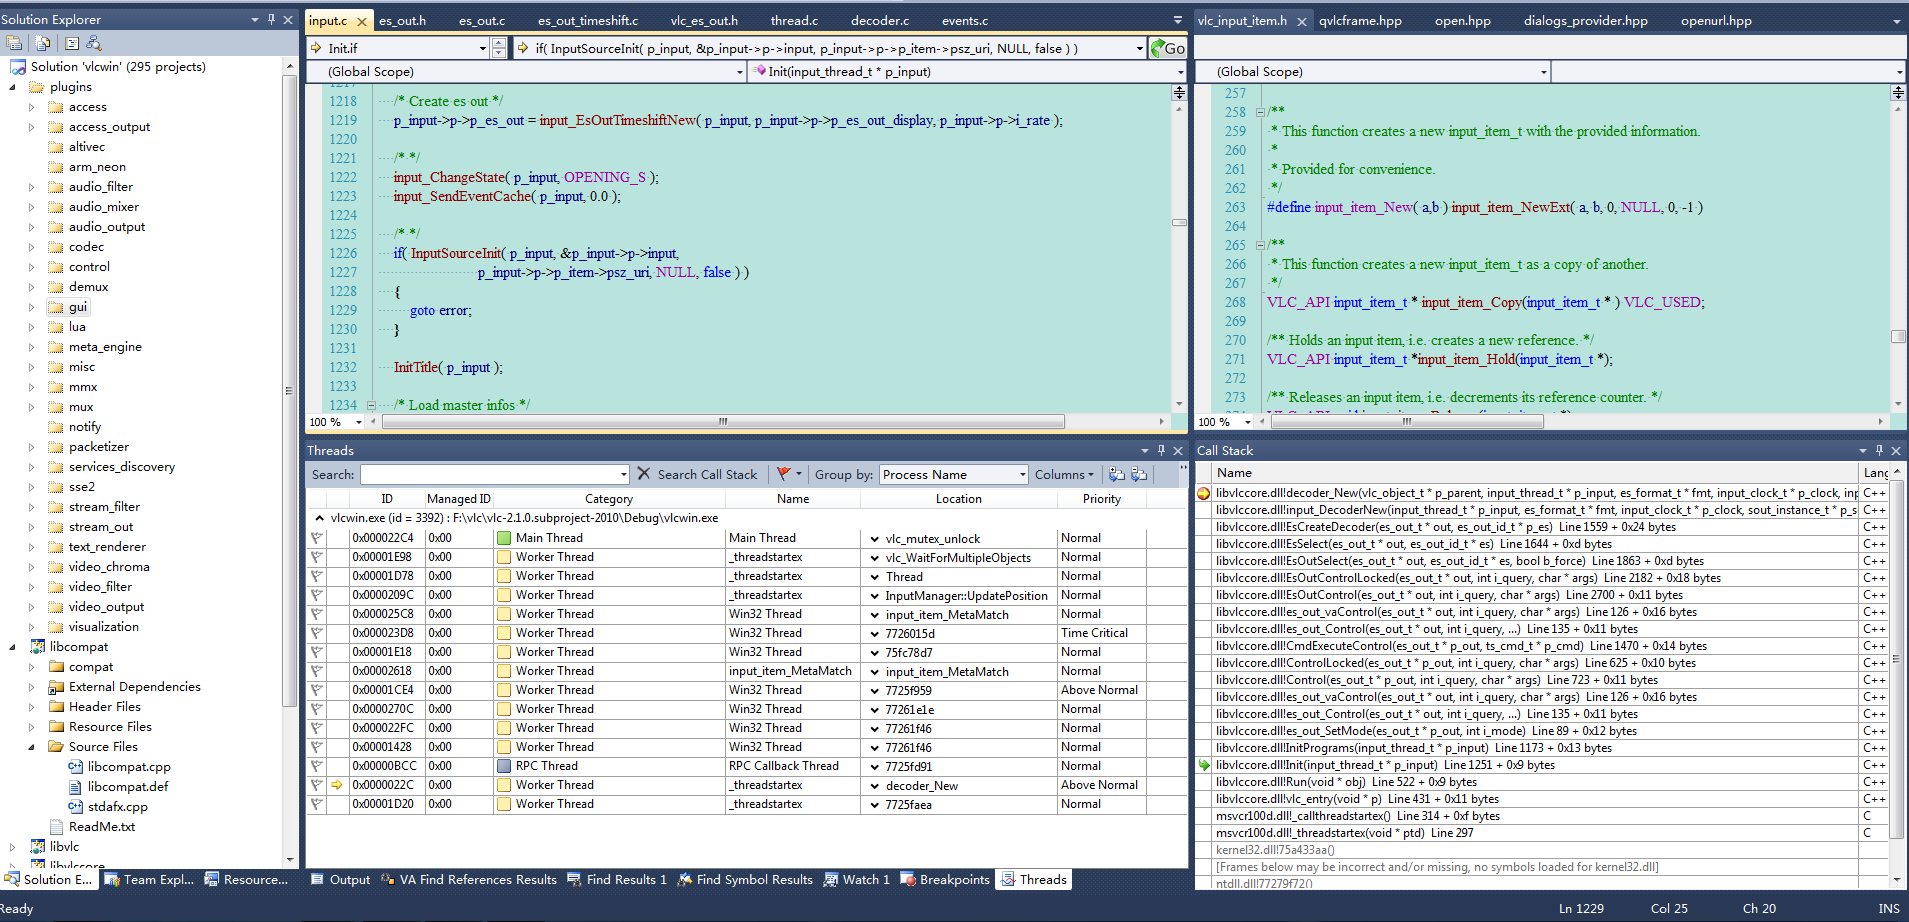 Solution Explorer
Solution 'vlcwin' (295 projects)
plugins
access
access_output
altivec
arm_neon
audio_filter
audio_mixer
audio_output
codec
control
demux
gui
lua
meta_engine
misc
mmx
mux
notify
packetizer
services_discovery
sse2
stream_filter
stream_out
text_renderer
video_chroma
video_filter
video_output
visualization
libcompat
compat
External Dependencies
Header Files
Resource Files
Source Files
libcompat.cpp
libcompat.def
stdafx.cpp
ReadMe.txt
libvlc
libvlccore
Solution E... Team Expl... Resource...
input.c es_out.h es_out.c es_out_timeshift.c vlc_es_out.h thread.c decoder.c events.c
Init.if if( InputSourceInit( p_input, &p_input->p->input, p_input->p->p_item->psz_uri, NULL, false ) ) Go
(Global Scope) Init(input_thread_t * p_input)
1217
1218 /* Create es out */
1219 p_input->p->p_es_out = input_EsOutTimeshiftNew( p_input, p_input->p->p_es_out_display, p_input->p->i_rate );
1220
1221 /* */
1222 input_ChangeState( p_input, OPENING_S );
1223 input_SendEventCache( p_input, 0.0 );
1224
1225 /* */
1226 if( InputSourceInit( p_input, &p_input->p->input,
1227 p_input->p->p_item->psz_uri, NULL, false ) )
1228 {
1229 goto error;
1230 }
1231
1232 InitTitle( p_input );
1233
1234 /* Load master infos */
100 %
vlc_input_item.h qvlcframe.hpp open.hpp dialogs_provider.hpp openurl.hpp
(Global Scope)
257
258 /**
259 * This function creates a new input_item_t with the provided information.
260 *
261 * Provided for convenience.
262 */
263 #define input_item_New( a,b ) input_item_NewExt( a, b, 0, NULL, 0, -1 )
264
265 /**
266 * This function creates a new input_item_t as a copy of another.
267 */
268 VLC_API input_item_t * input_item_Copy(input_item_t * ) VLC_USED;
269
270 /** Holds an input item, i.e. creates a new reference. */
271 VLC_API input_item_t *input_item_Hold(input_item_t *);
272
273 /** Releases an input item, i.e. decrements its reference counter. */
100 %
Threads
Search: Search Call Stack Group by: Process Name Columns
ID Managed ID Category Name Location Priority
vlcwin.exe (id = 3392) : F:\vlc\vlc-2.1.0.subproject-2010\Debug\vlcwin.exe
0x000022C4 0x00 Main Thread Main Thread vlc_mutex_unlock Normal
0x00001E98 0x00 Worker Thread _threadstartex vlc_WaitForMultipleObjects Normal
0x00001D78 0x00 Worker Thread _threadstartex Thread Normal
0x0000209C 0x00 Worker Thread _threadstartex InputManager::UpdatePosition Normal
0x000025C8 0x00 Worker Thread Win32 Thread input_item_MetaMatch Normal
0x000023D8 0x00 Worker Thread Win32 Thread 7726015d Time Critical
0x00001E18 0x00 Worker Thread Win32 Thread 75fc78d7 Normal
0x00002618 0x00 Worker Thread input_item_MetaMatch input_item_MetaMatch Normal
0x00001CE4 0x00 Worker Thread Win32 Thread 7725f959 Above Normal
0x0000270C 0x00 Worker Thread Win32 Thread 77261e1e Normal
0x000022FC 0x00 Worker Thread Win32 Thread 77261f46 Normal
0x00001428 0x00 Worker Thread Win32 Thread 77261f46 Normal
0x00000BCC 0x00 RPC Thread RPC Callback Thread 7725fd91 Normal
0x0000022C 0x00 Worker Thread _threadstartex decoder_New Above Normal
0x00001D20 0x00 Worker Thread _threadstartex 7725faea Normal
Output VA Find References Results Find Results 1 Find Symbol Results Watch 1 Breakpoints Threads
Call Stack
Name Lang
libvlccore.dll!decoder_New(vlc_object_t * p_parent, input_thread_t * p_input, es_format_t * fmt, input_clock_t * p_clock, inp C++
libvlccore.dll!input_DecoderNew(input_thread_t * p_input, es_format_t * fmt, input_clock_t * p_clock, sout_instance_t * p_s C++
libvlccore.dll!EsCreateDecoder(es_out_t * out, es_out_id_t * p_es) Line 1559 + 0x24 bytes C++
libvlccore.dll!EsSelect(es_out_t * out, es_out_id_t * es) Line 1644 + 0xd bytes C++
libvlccore.dll!EsOutSelect(es_out_t * out, es_out_id_t * es, bool b_force) Line 1863 + 0xd bytes C++
libvlccore.dll!EsOutControlLocked(es_out_t * out, int i_query, char * args) Line 2182 + 0x18 bytes C++
libvlccore.dll!EsOutControl(es_out_t * out, int i_query, char * args) Line 2700 + 0x11 bytes C++
libvlccore.dll!es_out_vaControl(es_out_t * out, int i_query, char * args) Line 126 + 0x16 bytes C++
libvlccore.dll!es_out_Control(es_out_t * out, int i_query, ...) Line 135 + 0x11 bytes C++
libvlccore.dll!CmdExecuteControl(es_out_t * p_out, ts_cmd_t * p_cmd) Line 1470 + 0x14 bytes C++
libvlccore.dll!ControlLocked(es_out_t * p_out, int i_query, char * args) Line 625 + 0x10 bytes C++
libvlccore.dll!Control(es_out_t * p_out, int i_query, char * args) Line 723 + 0x11 bytes C++
libvlccore.dll!es_out_vaControl(es_out_t * out, int i_query, char * args) Line 126 + 0x16 bytes C++
libvlccore.dll!es_out_Control(es_out_t * out, int i_query, ...) Line 135 + 0x11 bytes C++
libvlccore.dll!es_out_SetMode(es_out_t * p_out, int i_mode) Line 89 + 0x12 bytes C++
libvlccore.dll!InitPrograms(input_thread_t * p_input) Line 1173 + 0x13 bytes C++
libvlccore.dll!Init(input_thread_t * p_input) Line 1251 + 0x9 bytes C++
libvlccore.dll!Run(void * obj) Line 522 + 0x9 bytes C++
libvlccore.dll!vlc_entry(void * p) Line 431 + 0x11 bytes C++
msvcr100d.dll!_callthreadstartex() Line 314 + 0xf bytes C
msvcr100d.dll!_threadstartex(void * ptd) Line 297 C
kernel32.dll!75a433aa()
[Frames below may be incorrect and/or missing, no symbols loaded for kernel32.dll]
ntdll.dll!77279f72()
Ready Ln 1229 Col 25 Ch 20 INS